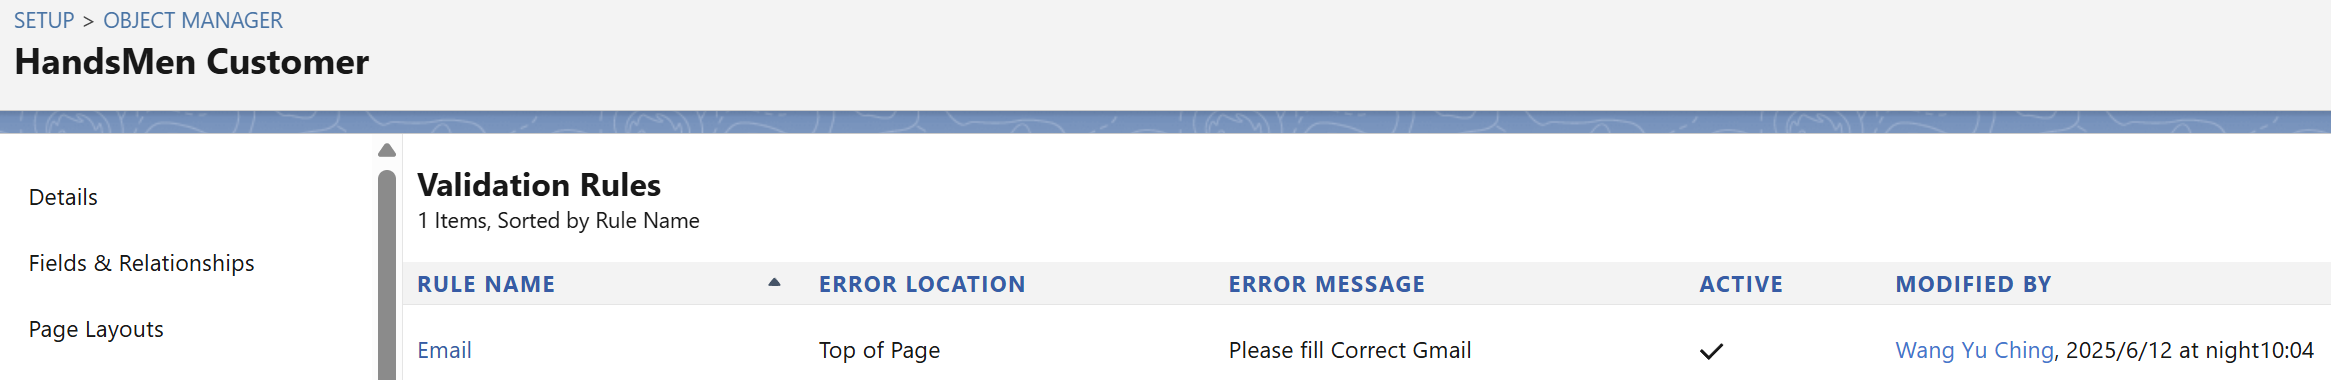 SETUP > OBJECT MANAGER
HandsMen Customer
Details
Fields & Relationships
Page Layouts
Validation Rules
1 Items, Sorted by Rule Name
RULE NAME ERROR LOCATION ERROR MESSAGE ACTIVE MODIFIED BY
Email Top of Page Please fill Correct Gmail Wang Yu Ching, 2025/6/12 at night10:04